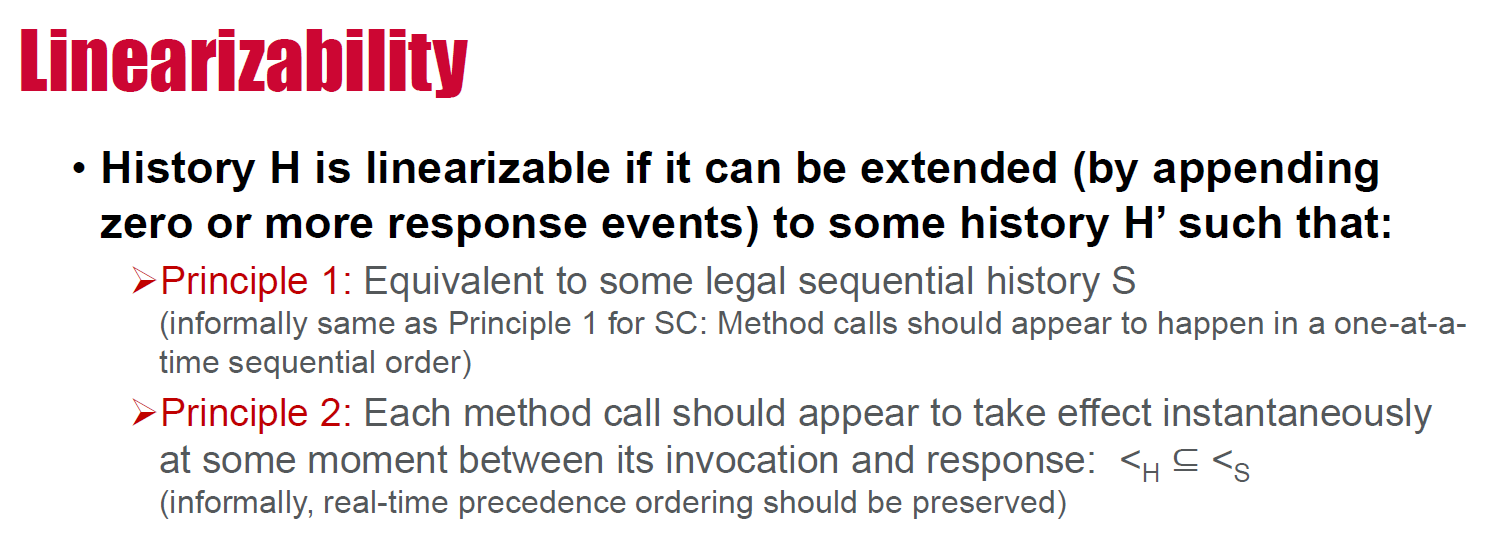 Linearizability
• History H is linearizable if it can be extended (by appending
zero or more response events) to some history H’ such that:
➢Principle 1: Equivalent to some legal sequential history S
(informally same as Principle 1 for SC: Method calls should appear to happen in a one-at-a-
time sequential order)
➢Principle 2: Each method call should appear to take effect instantaneously
at some moment between its invocation and response: <H ⊆ <S
(informally, real-time precedence ordering should be preserved)